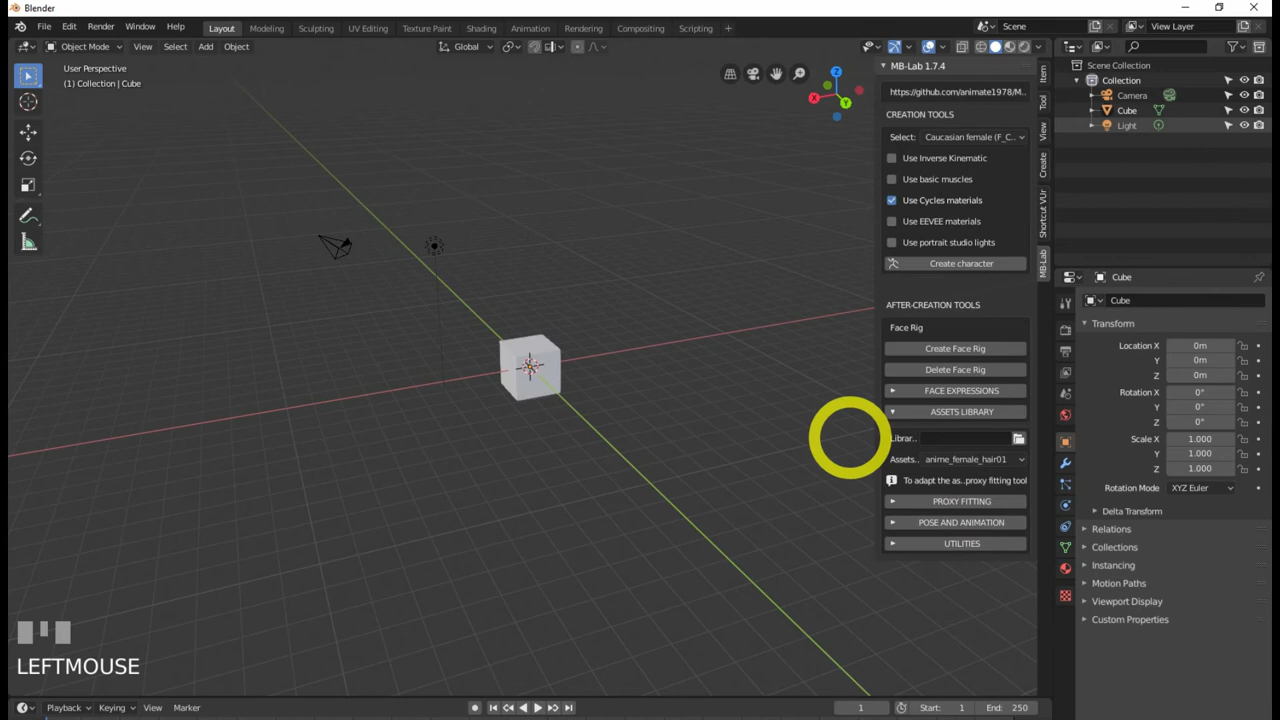 Blender
File Edit Render Window Help
Layout Modeling Sculpting UV Editing Texture Paint Shading Animation Rendering Compositing Scripting +
Scene
View Layer
Object Mode View Select Add Object
Global
User Perspective
(1) Collection | Cube
Z
X
Y
MB-Lab 1.7.4
https://github.com/animate1978/M..
CREATION TOOLS
Select: Caucasian female (F_C..
Use Inverse Kinematic
Use basic muscles
Use Cycles materials
Use EEVEE materials
Use portrait studio lights
Create character
AFTER-CREATION TOOLS
Face Rig
Create Face Rig
Delete Face Rig
FACE EXPRESSIONS
ASSETS LIBRARY
Librar..
Assets.. anime_female_hair01
To adapt the as..proxy fitting tool
PROXY FITTING
POSE AND ANIMATION
UTILITIES
Item
Tool
View
Create
Shortcut VUr
MB-Lab
Scene Collection
Collection
Camera
Cube
Light
Cube
Cube
Transform
Location X 0m
Y 0m
Z 0m
Rotation X 0°
Y 0°
Z 0°
Scale X 1.000
Y 1.000
Z 1.000
Rotation Mode XYZ Euler
Delta Transform
Relations
Collections
Instancing
Motion Paths
Viewport Display
Custom Properties
LEFTMOUSE
Playback Keying View Marker
1
Start: 1
End: 250